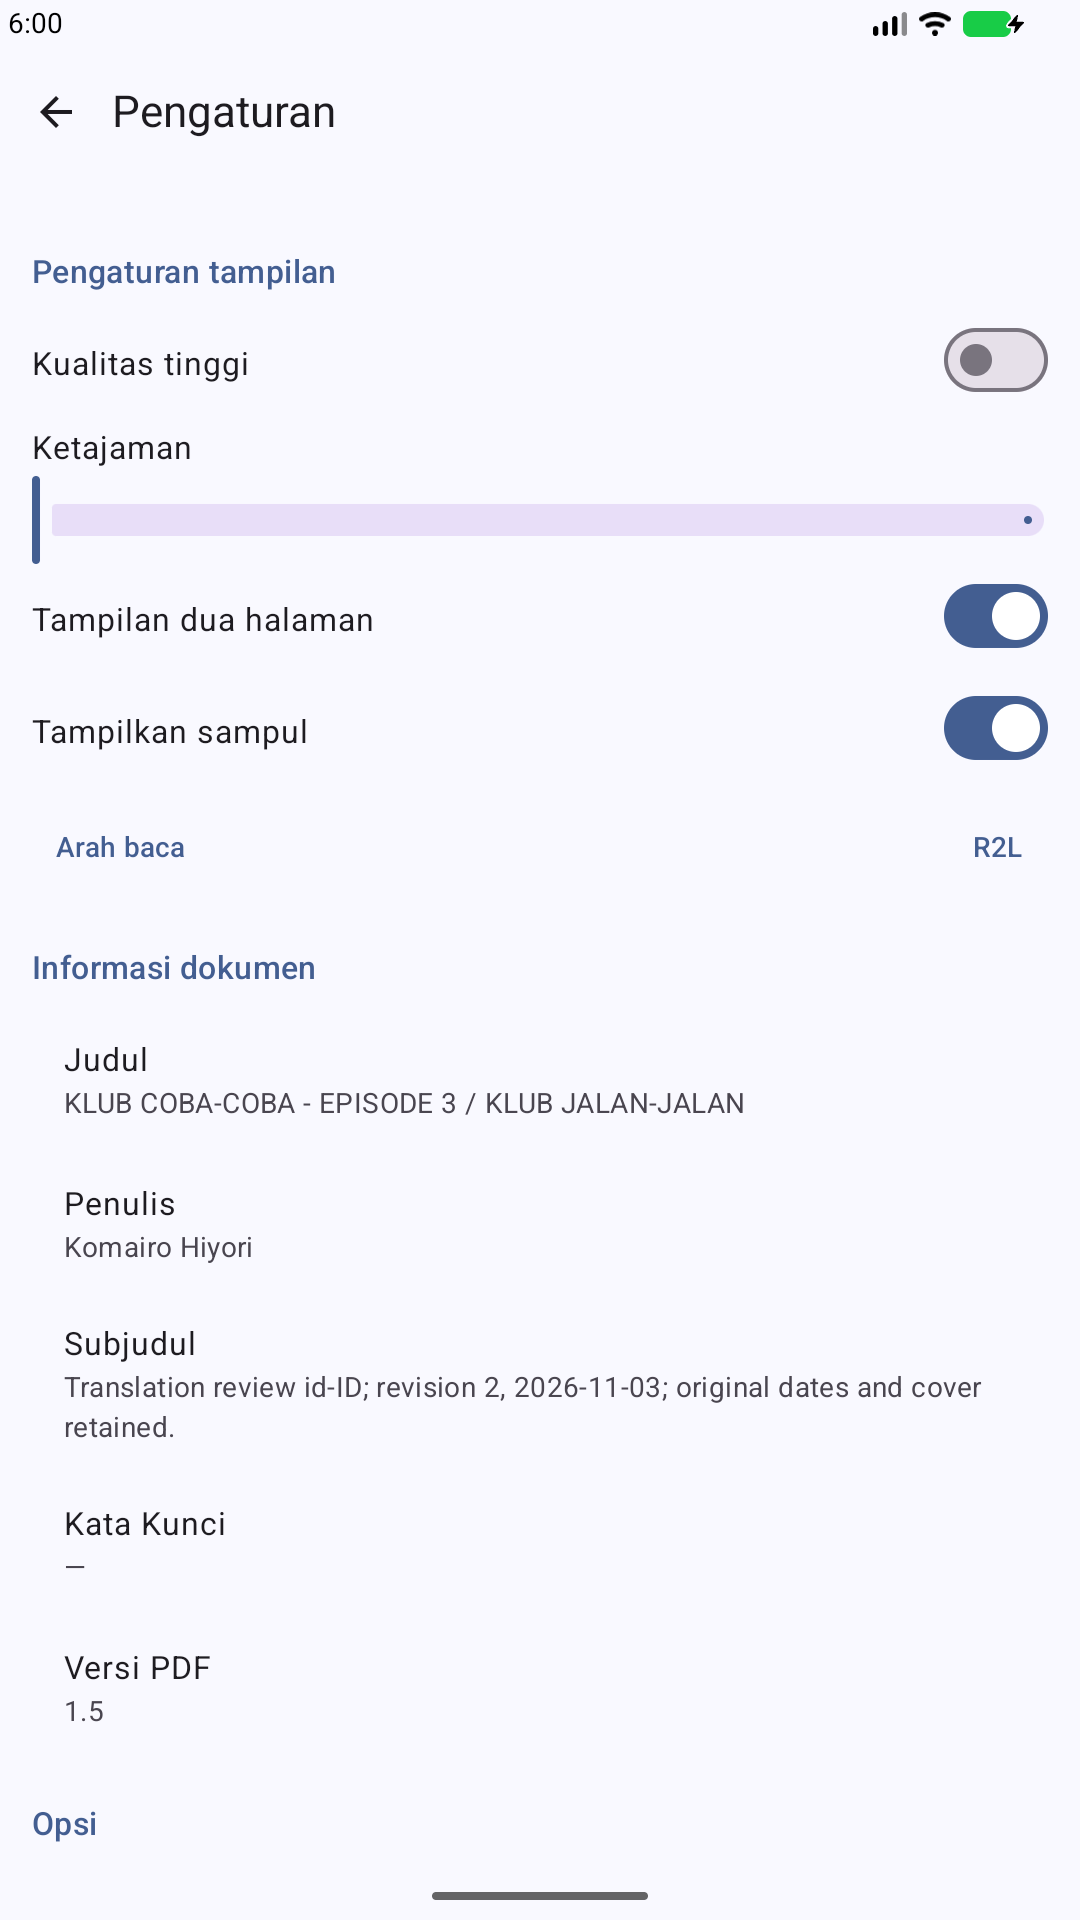 6:00
Pengaturan
Pengaturan tampilan
Kualitas tinggi
Ketajaman
Tampilan dua halaman
Tampilkan sampul
Arah baca R2L
Informasi dokumen
Judul
KLUB COBA-COBA - EPISODE 3 / KLUB JALAN-JALAN
Penulis
Komairo Hiyori
Subjudul
Translation review id-ID; revision 2, 2026-11-03; original dates and cover
retained.
Kata Kunci
—
Versi PDF
1.5
Opsi